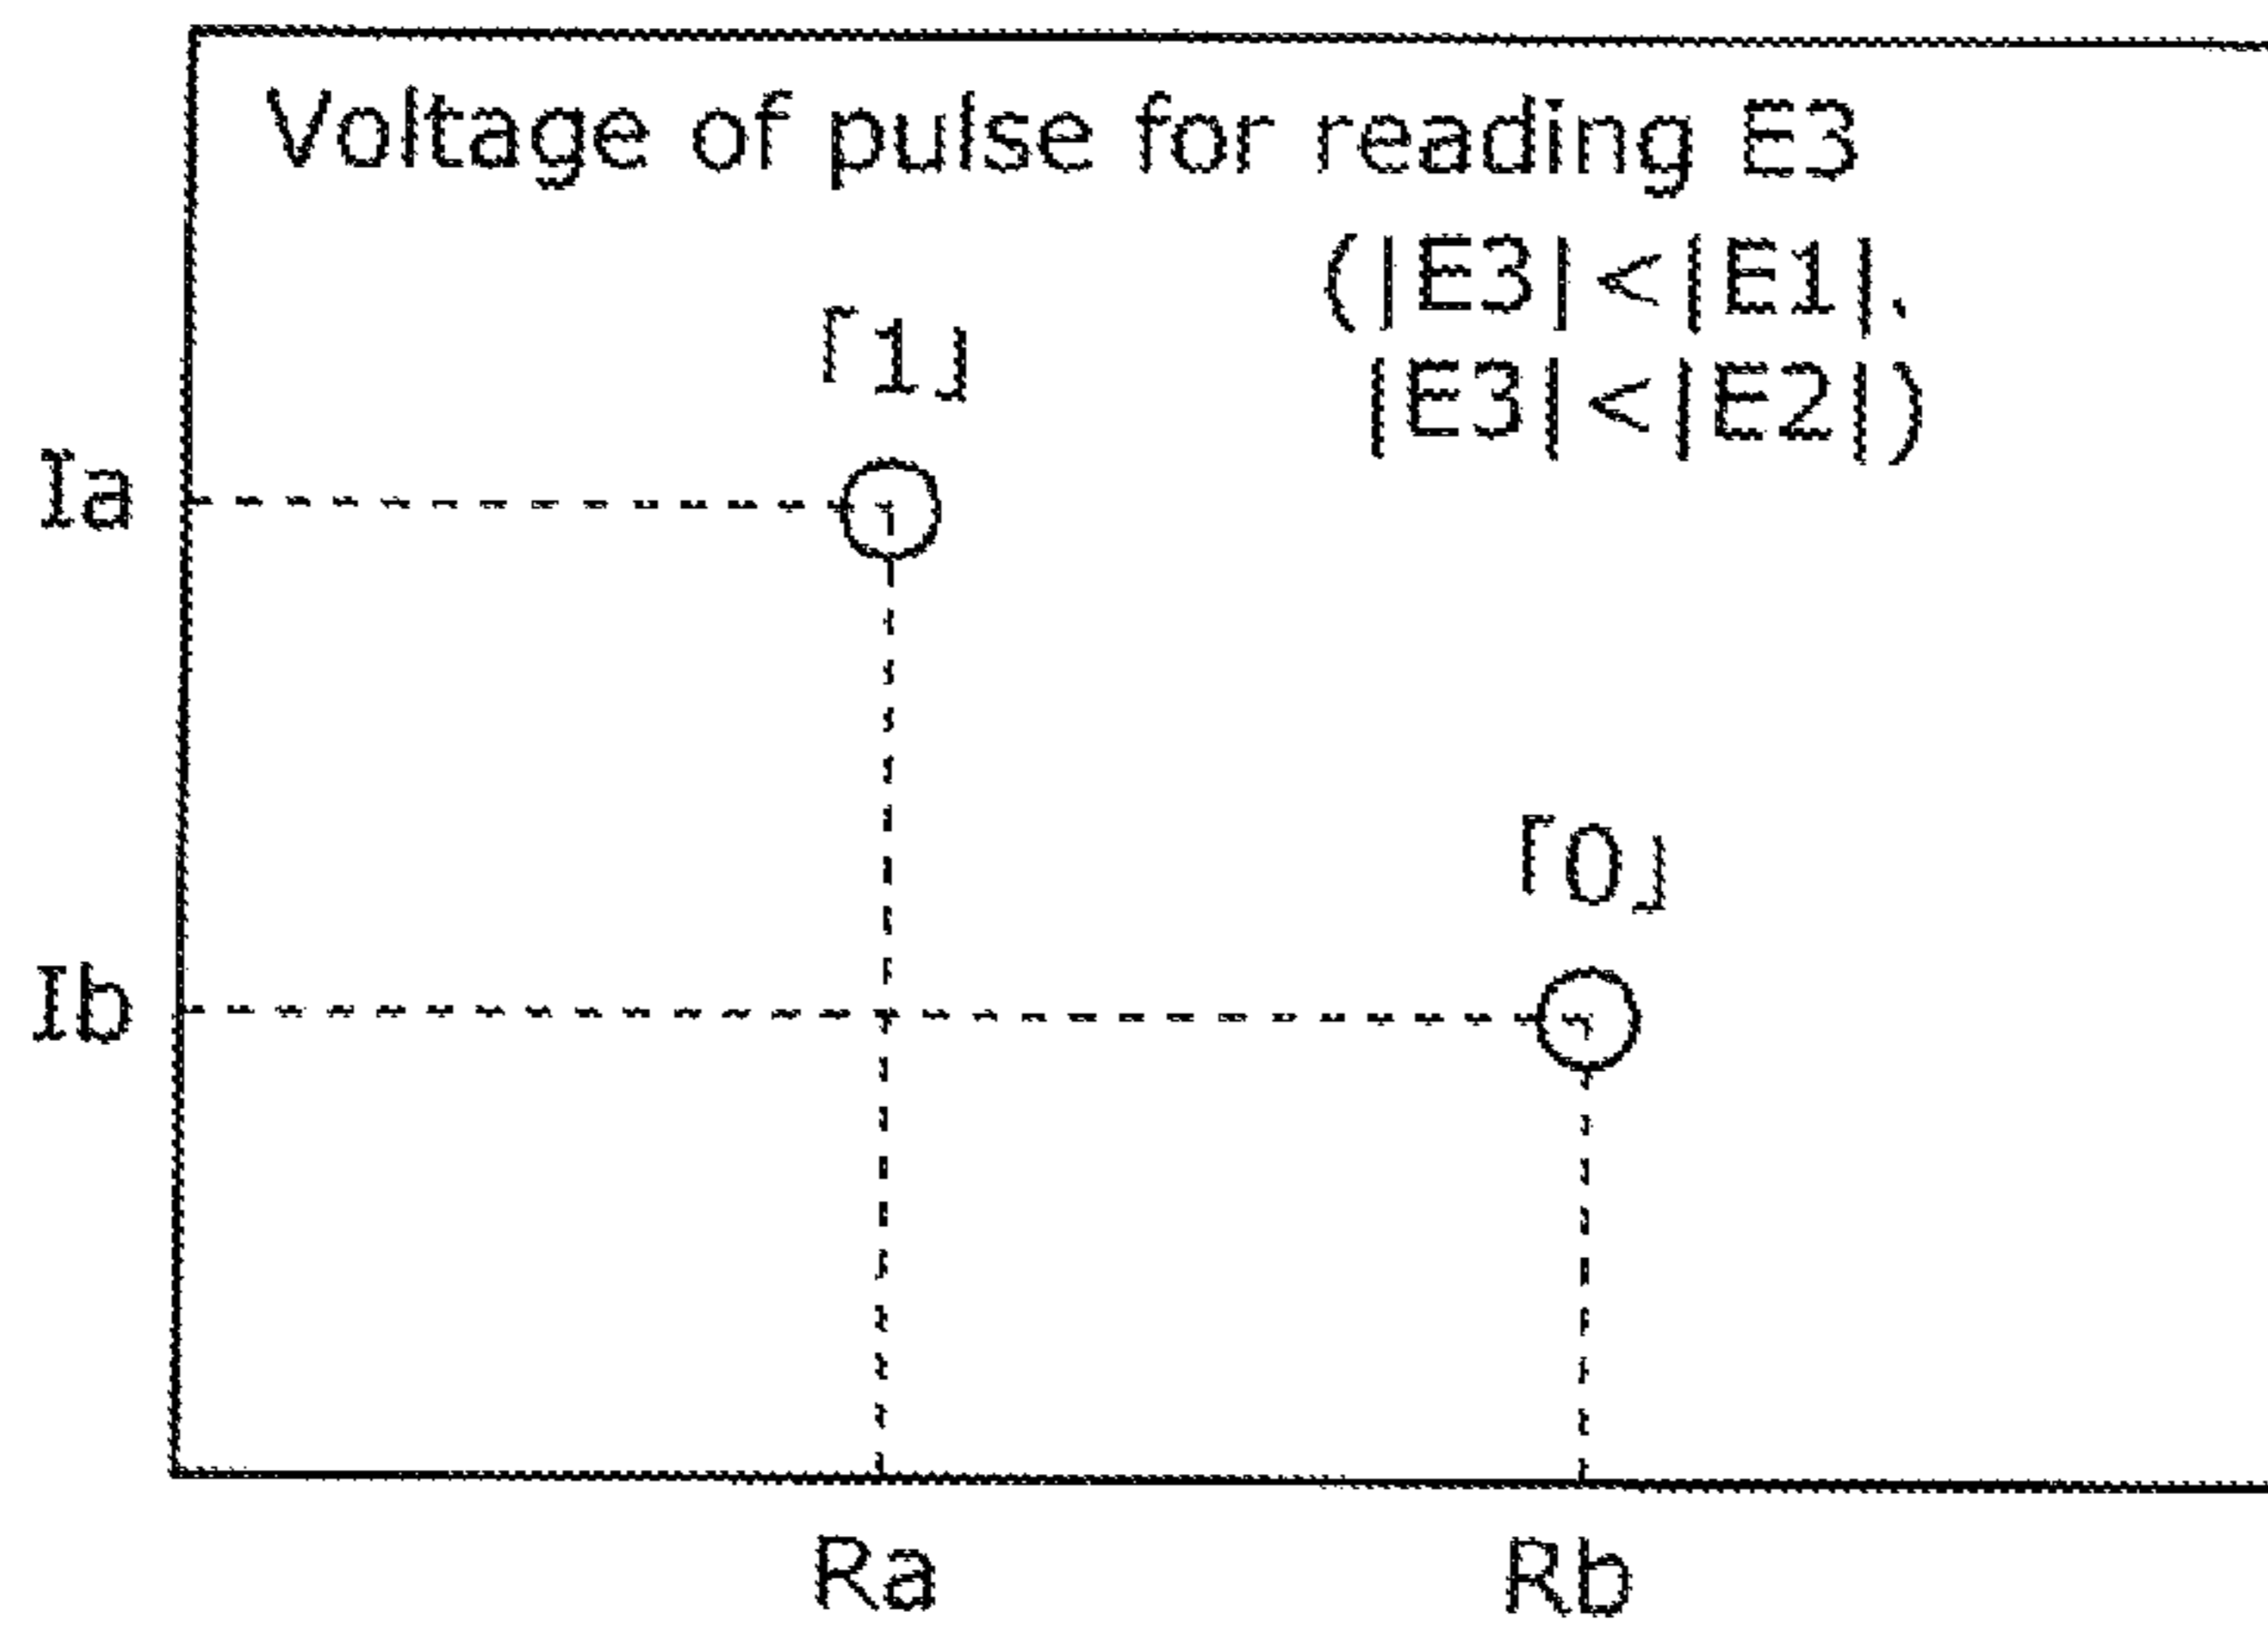 Voltage of pulse for reading E3
(|E3|<|E1|.
|E3|<|E2|)
「1」
Ia
「0」
Ib
Ra Rb